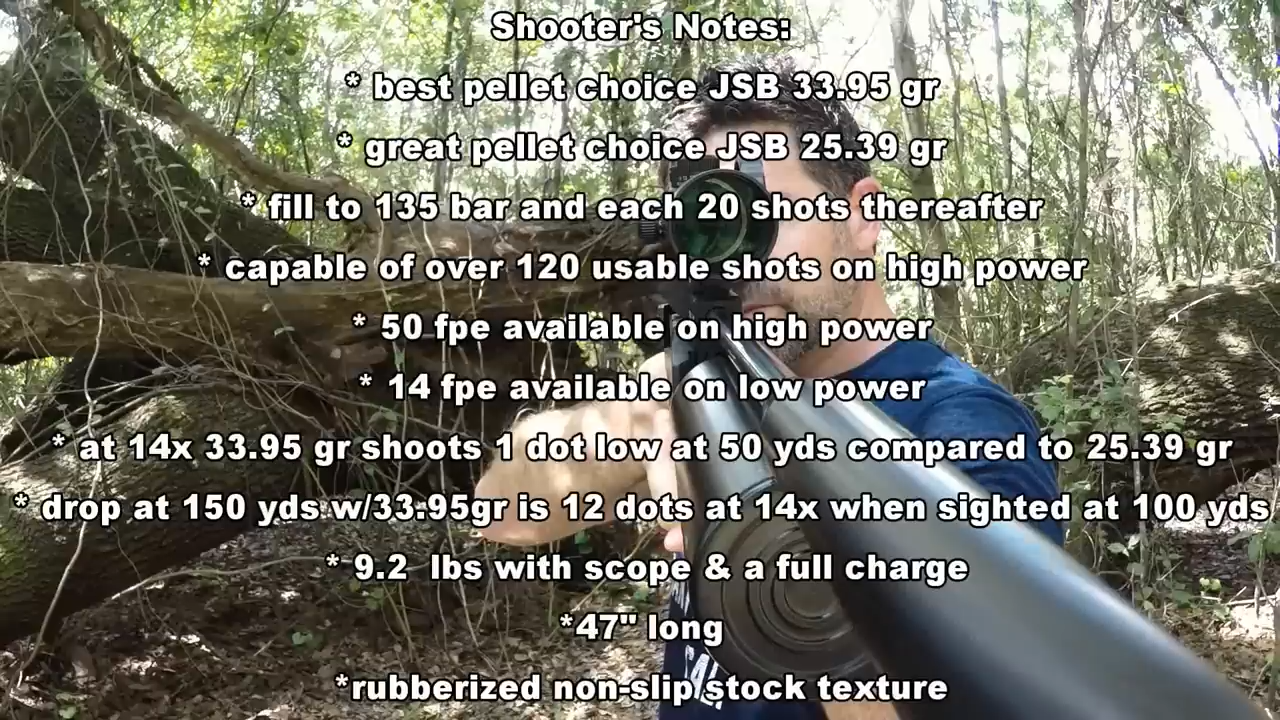 Shooter's Notes:
* best pellet choice JSB 33.95 gr
* great pellet choice JSB 25.39 gr
* fill to 135 bar and each 20 shots thereafter
* capable of over 120 usable shots on high power
* 50 fpe available on high power
* 14 fpe available on low power
* at 14x 33.95 gr shoots 1 dot low at 50 yds compared to 25.39 gr
* drop at 150 yds w/33.95gr is 12 dots at 14x when sighted at 100 yds
* 9.2 lbs with scope & a full charge
*47" long
*rubberized non-slip stock texture